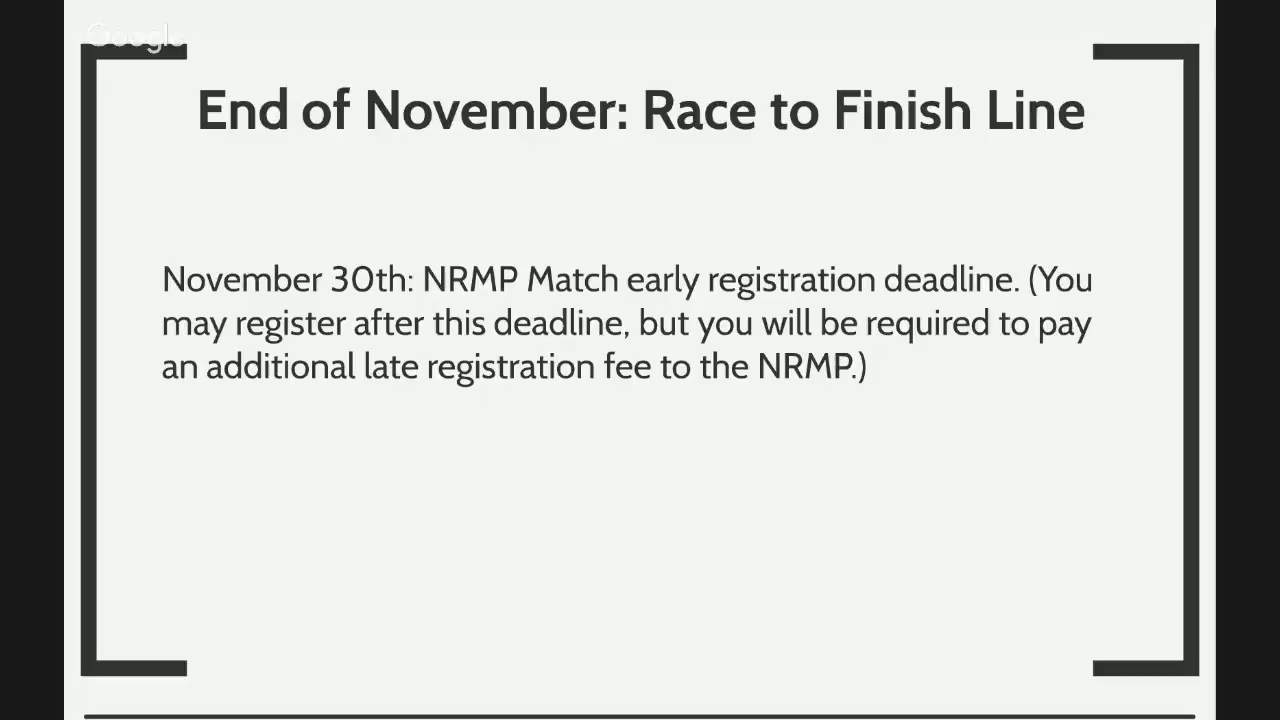 Google
End of November: Race to Finish Line
November 30th: NRMP Match early registration deadline. (You
may register after this deadline, but you will be required to pay
an additional late registration fee to the NRMP.)